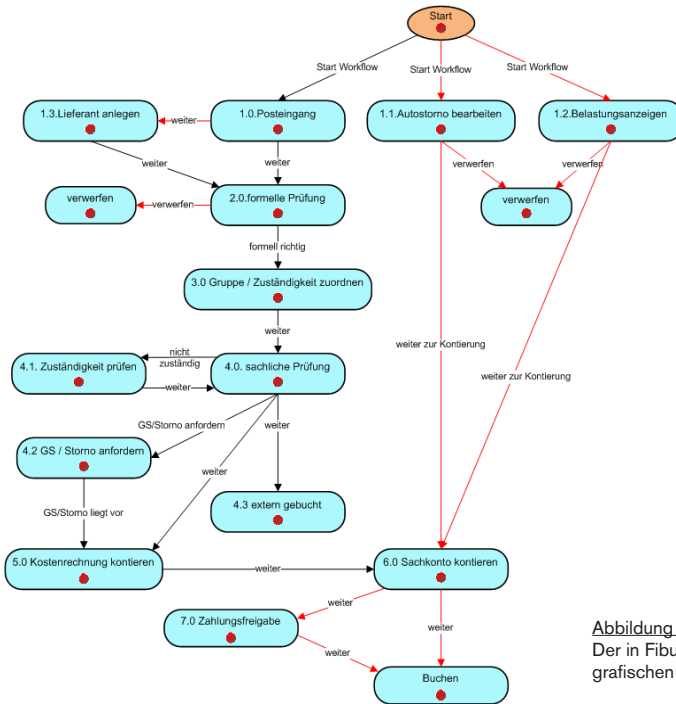 Start
Start Workflow
Start Workflow
Start Workflow
1.3.Lieferant anlegen
weiter
1.0.Posteingang
1.1.Autostorno bearbeiten
1.2.Belastungsanzeigen
weiter
weiter
verwerfen
verwerfen
verwerfen
verwerfen
2.0.formelle Prüfung
verwerfen
formell richtig
3.0 Gruppe / Zuständigkeit zuordnen
weiter
weiter zur Kontierung
nicht
zuständig
4.1. Zuständigkeit prüfen
4.0. sachliche Prüfung
weiter
weiter zur Kontierung
GS/Storno anfordern
weiter
4.2 GS / Storno anfordern
weiter
GS/Storno liegt vor
4.3 extern gebucht
5.0 Kostenrechnung kontieren
weiter
6.0 Sachkonto kontieren
weiter
7.0 Zahlungsfreigabe
weiter
weiter
Buchen
Abbildung
Der in Fibu
grafischen